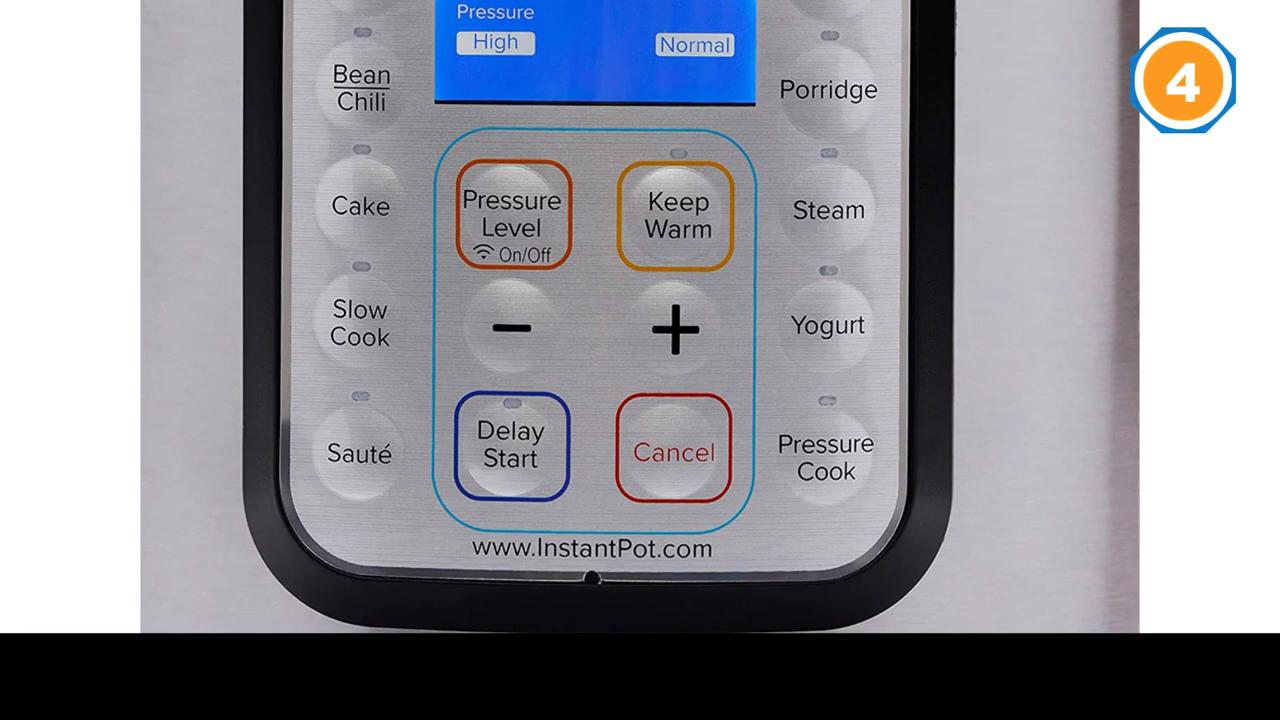 Pressure
High
Normal
Bean
Chili
Porridge
Cake
Pressure
Level
On/Off
Keep
Warm
Steam
Slow
Cook
−
+
Yogurt
Sauté
Delay
Start
Cancel
Pressure
Cook
www.InstantPot.com
4